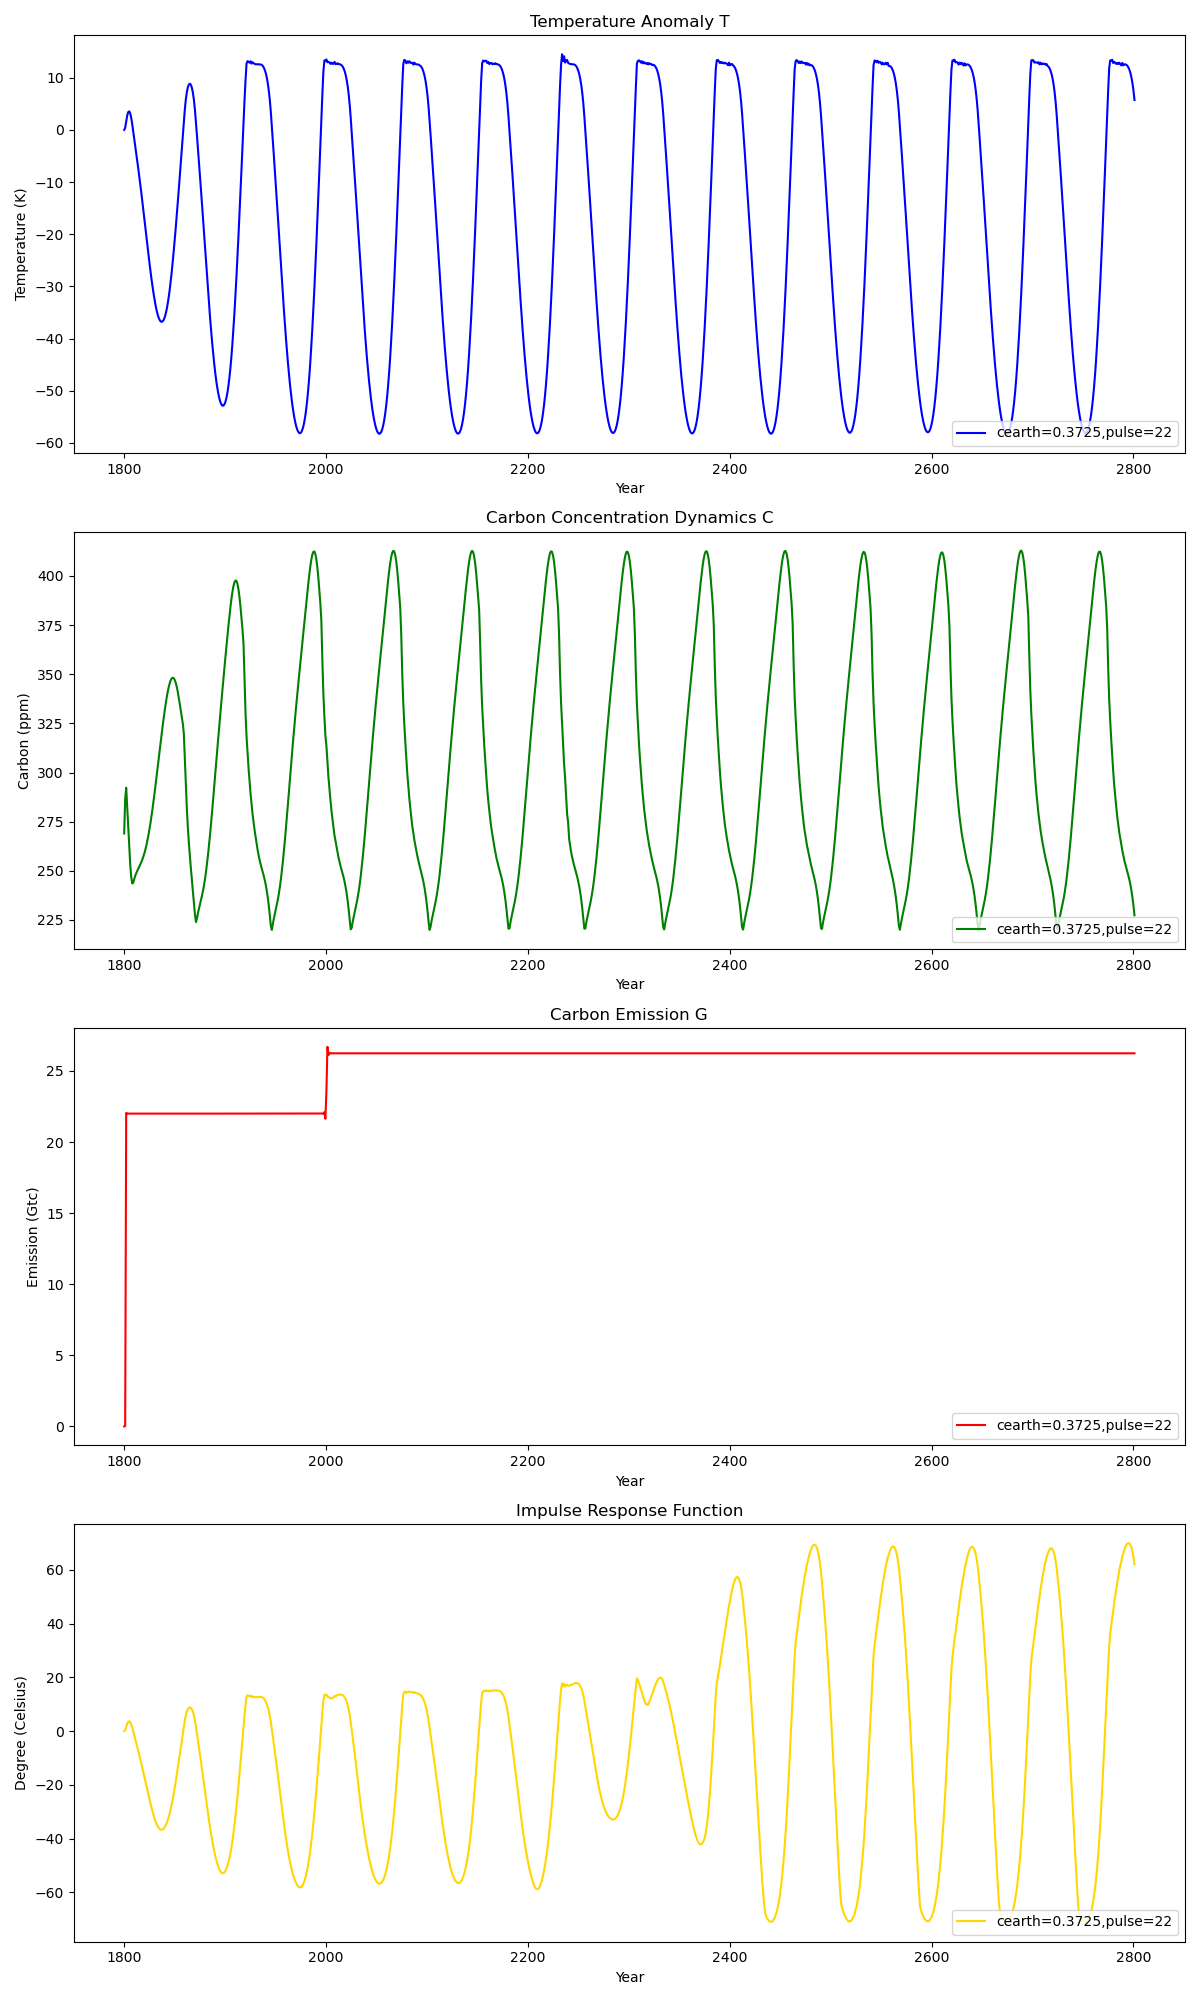 Temperature Anomaly T
10
0
−10
−20
−30
−40
−50
−60
Temperature (K)
cearth=0.3725,pulse=22
1800 2000 2200 2400 2600 2800
Year
Carbon Concentration Dynamics C
400
375
350
325
300
275
250
225
Carbon (ppm)
cearth=0.3725,pulse=22
1800 2000 2200 2400 2600 2800
Year
Carbon Emission G
25
20
15
10
5
0
Emission (Gtc)
cearth=0.3725,pulse=22
1800 2000 2200 2400 2600 2800
Year
Impulse Response Function
60
40
20
0
−20
−40
−60
Degree (Celsius)
cearth=0.3725,pulse=22
1800 2000 2200 2400 2600 2800
Year